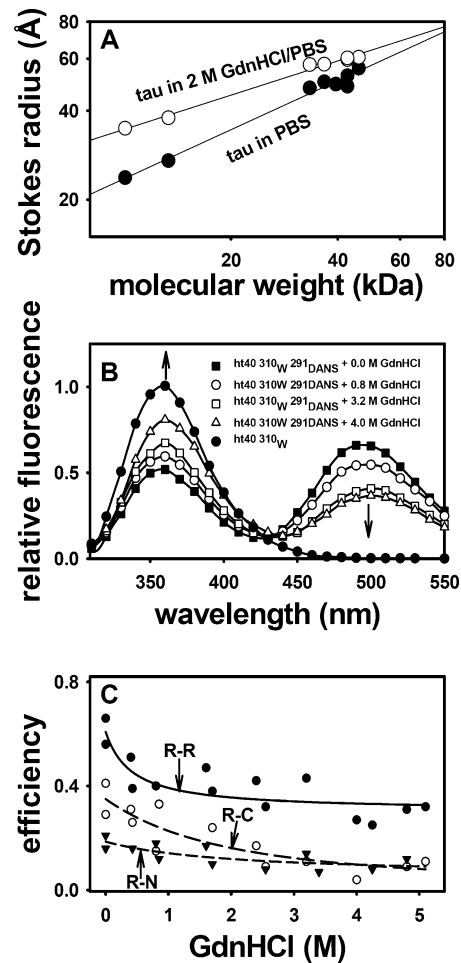 A
Stokes radius (Å)
80
60
40
20
tau in 2 M GdnHCl/PBS
tau in PBS
20 40 60 80
molecular weight (kDa)
B
relative fluorescence
1.0
0.5
0.0
ht40 310W 291DANS + 0.0 M GdnHCl
ht40 310W 291DANS + 0.8 M GdnHCl
ht40 310W 291DANS + 3.2 M GdnHCl
ht40 310W 291DANS + 4.0 M GdnHCl
ht40 310W
350 400 450 500 550
wavelength (nm)
C
efficiency
0.8
0.4
0.0
R-R
R-C
R-N
0 1 2 3 4 5
GdnHCl (M)